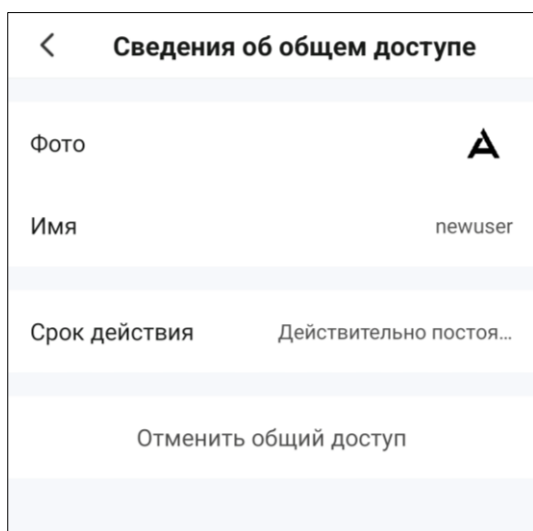 Сведения об общем доступе
Фото
Имя newuser
Срок действия Действительно постоя...
Отменить общий доступ